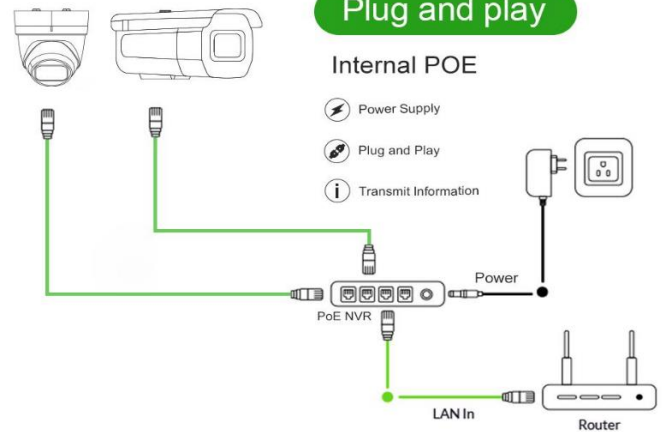 Plug and play
Internal POE
Power Supply
Plug and Play
i
Transmit Information
Power
PoE NVR
LAN In
Router